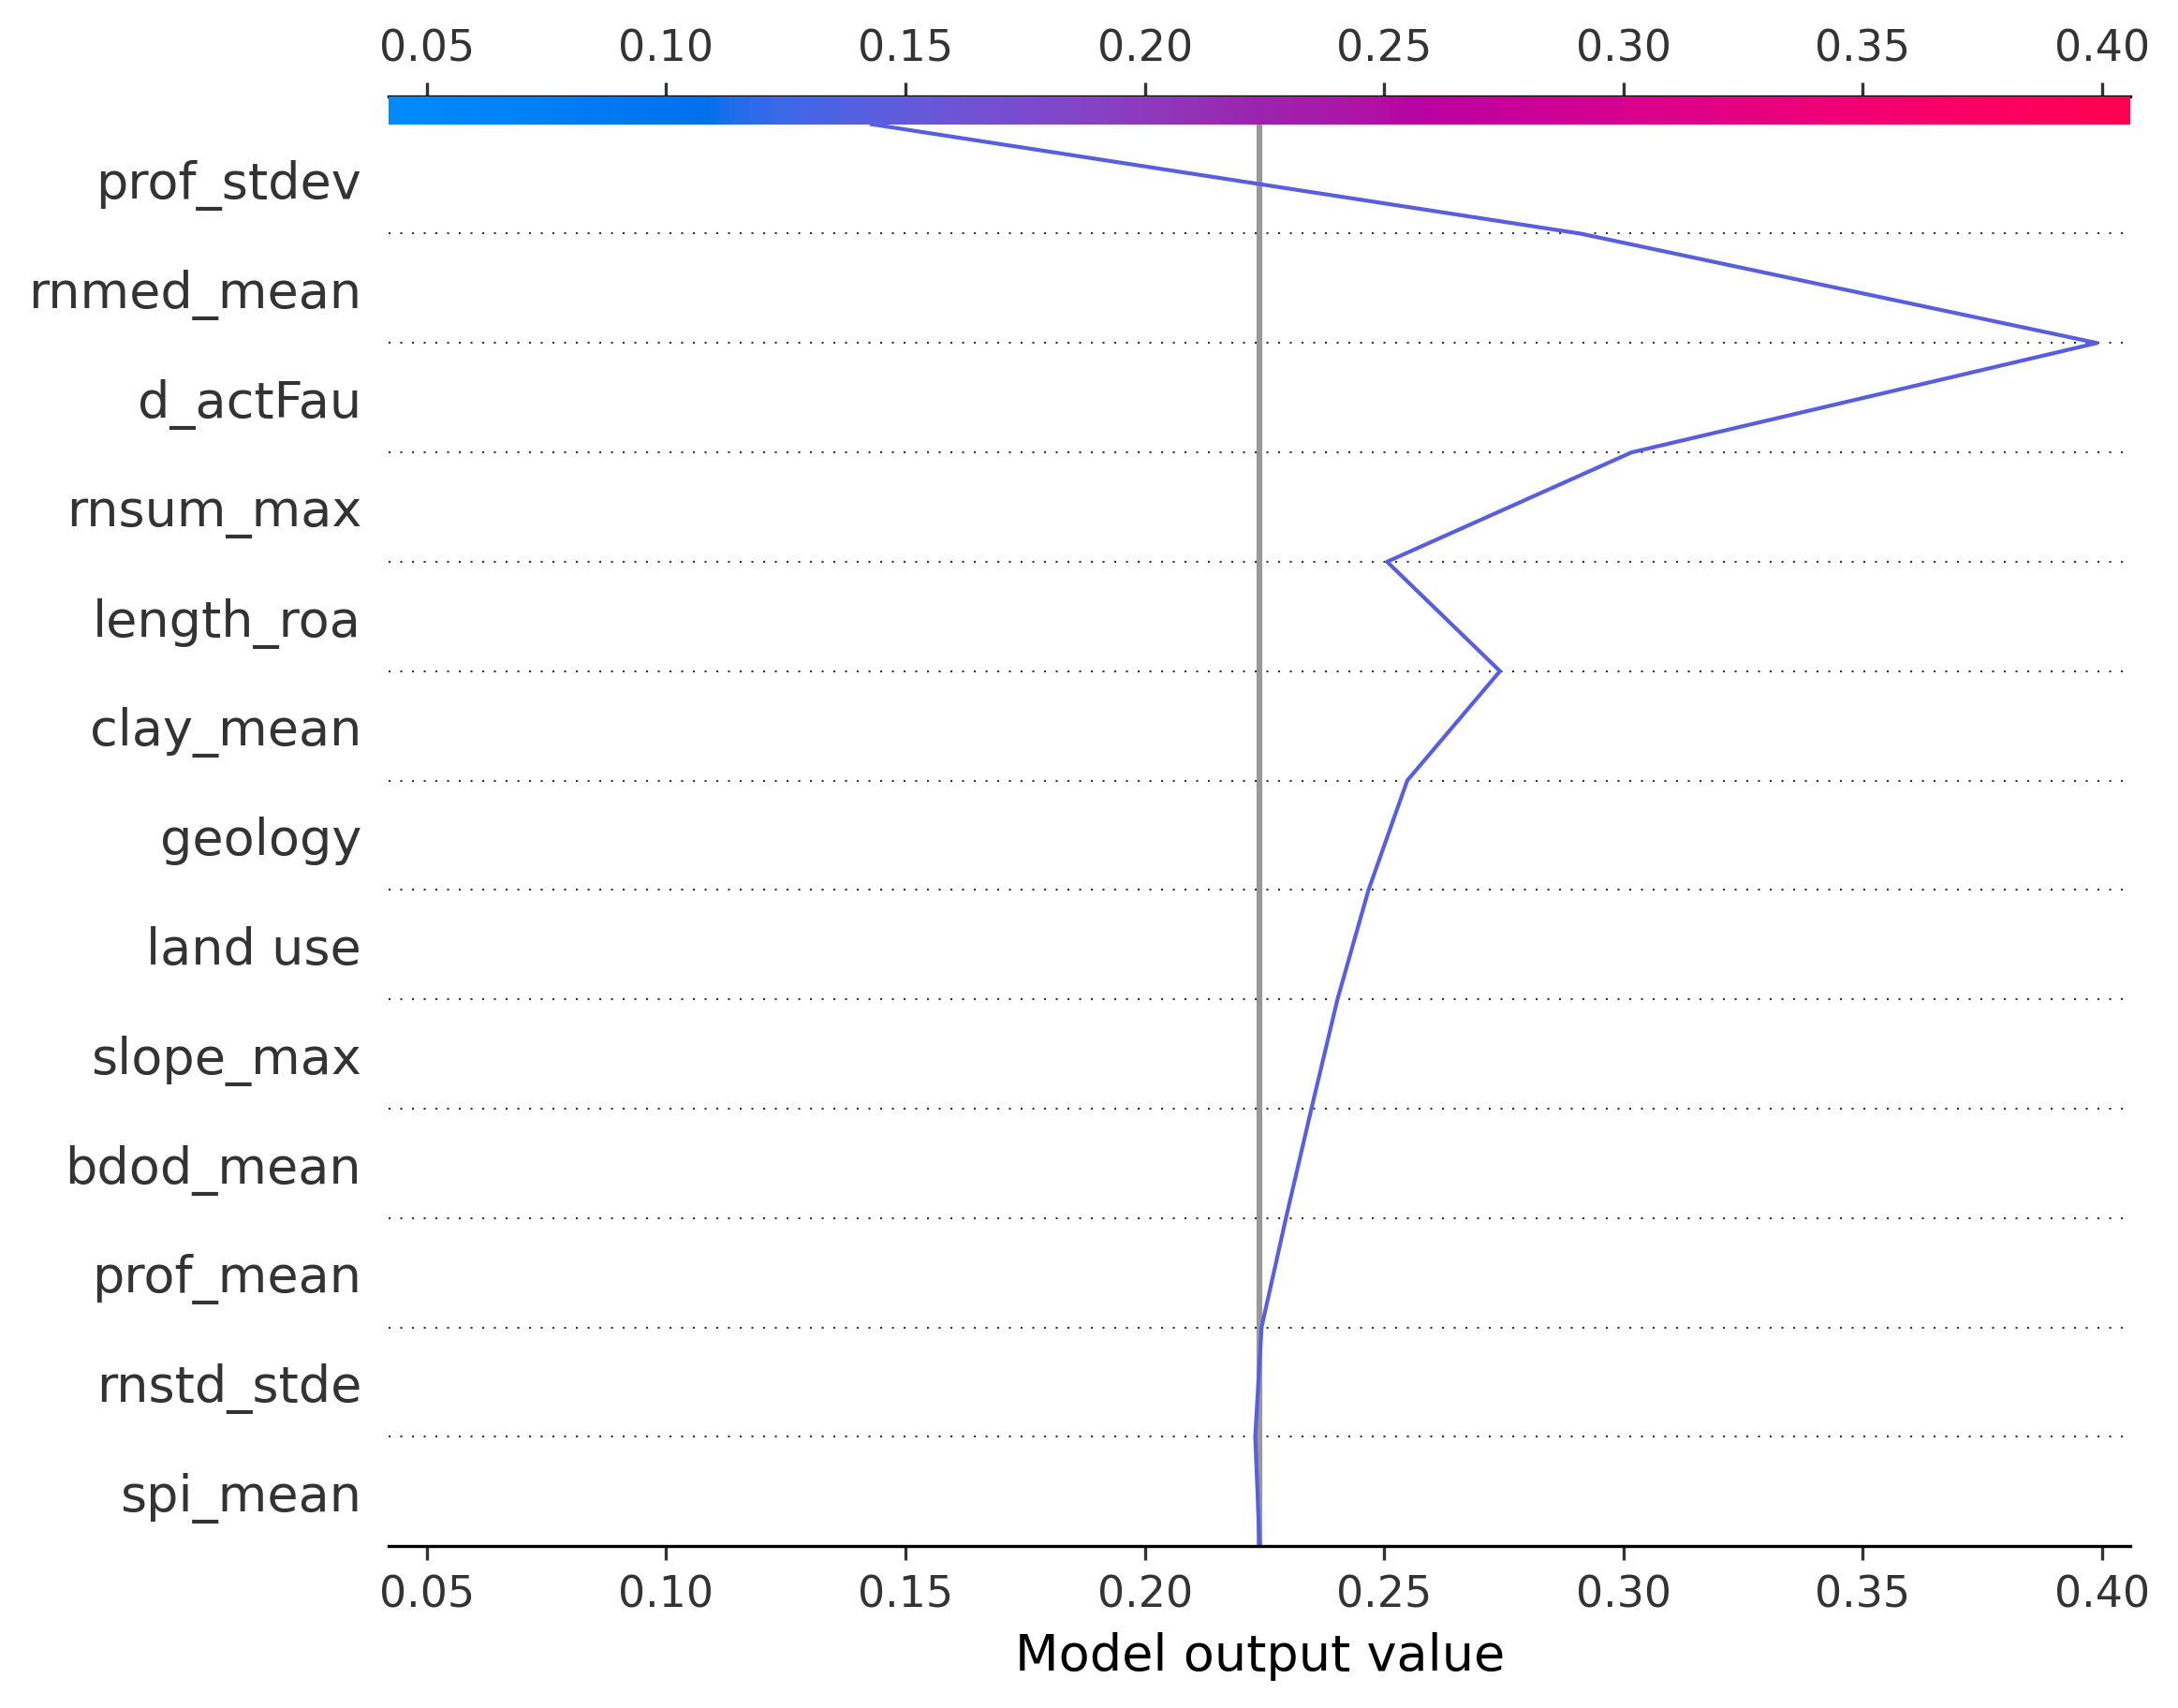 0.05 0.10 0.15 0.20 0.25 0.30 0.35 0.40
prof_stdev
rnmed_mean
d_actFau
rnsum_max
length_roa
clay_mean
geology
land use
slope_max
bdod_mean
prof_mean
rnstd_stde
spi_mean
0.05 0.10 0.15 0.20 0.25 0.30 0.35 0.40
Model output value